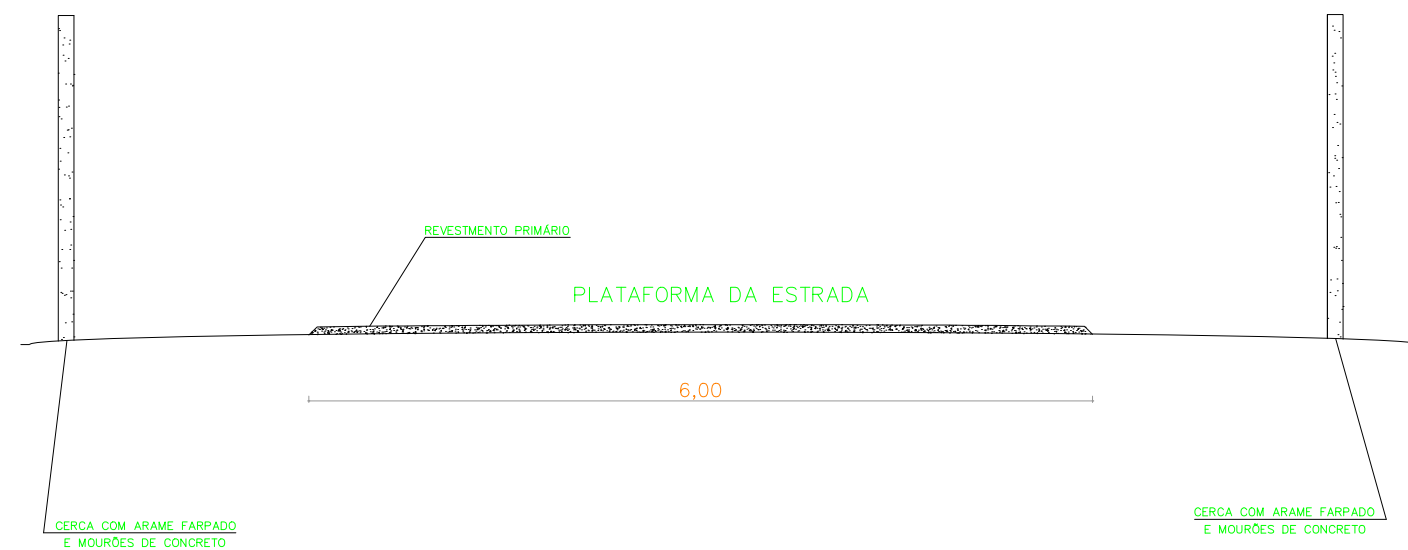 REVESTMENTO PRIMÁRIO
PLATAFORMA DA ESTRADA
6,00
CERCA COM ARAME FARPADO
E MOURÕES DE CONCRETO
CERCA COM ARAME FARPADO
E MOURÕES DE CONCRETO